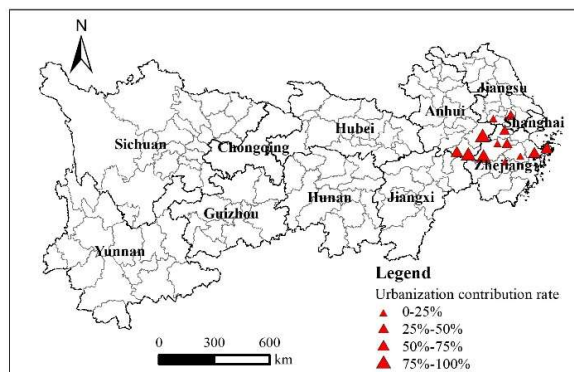 N
Jiangsu
Anhui
Shanghai
Hubei
Sichuan
Chongqing
Zhejiang
Hunan
Jiangxi
Guizhou
Yunnan
Legend
Urbanization contribution rate
0-25%
25%-50%
50%-75%
75%-100%
0 300 600
km